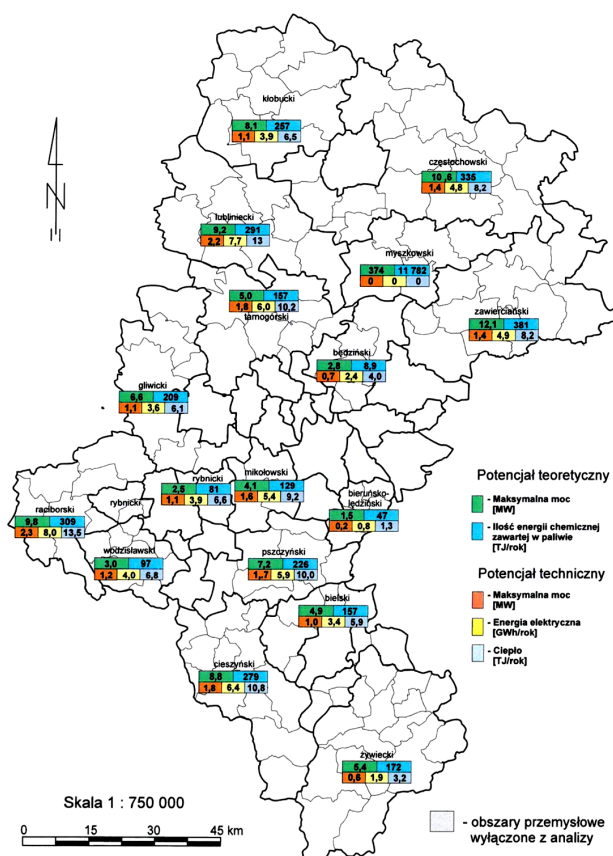 kłobucki
8,1 257
1,1 3,9 6,5
częstochowski
10,6 335
1,4 4,8 8,2
lubliniecki
9,2 291
2,2 7,7 13
myszkowski
374 11 782
0 0 0
5,0 157
1,8 6,0 10,2
tarnogórski
zawierciański
12,1 381
1,4 4,9 8,2
będziński
2,8 8,9
0,7 2,4 4,0
gliwicki
6,6 209
1,1 3,6 6,1
rybnicki
2,5 81
1,1 3,9 6,6
mikołowski
4,1 129
1,6 5,4 9,2
bieruńsko-
lędziński
1,5 47
0,2 0,8 1,3
raciborski
9,8 309
2,3 8,0 13,5
rybnicki
wodzisławski
3,0 97
1,2 4,0 6,8
pszczyński
7,2 226
1,7 5,9 10,0
bielski
4,9 157
1,0 3,4 5,9
cieszyński
8,8 279
1,8 6,4 10,8
żywiecki
5,4 172
0,6 1,9 3,2
N
Potencjał teoretyczny
- Maksymalna moc
[MW]
- Ilość energii chemicznej
zawartej w paliwie
[TJ/rok]
Potencjał techniczny
- Maksymalna moc
[MW]
- Energia elektryczna
[GWh/rok]
- Ciepło
[TJ/rok]
Skala 1 : 750 000
0 15 30 45 km
- obszary przemysłowe
wyłączone z analizy